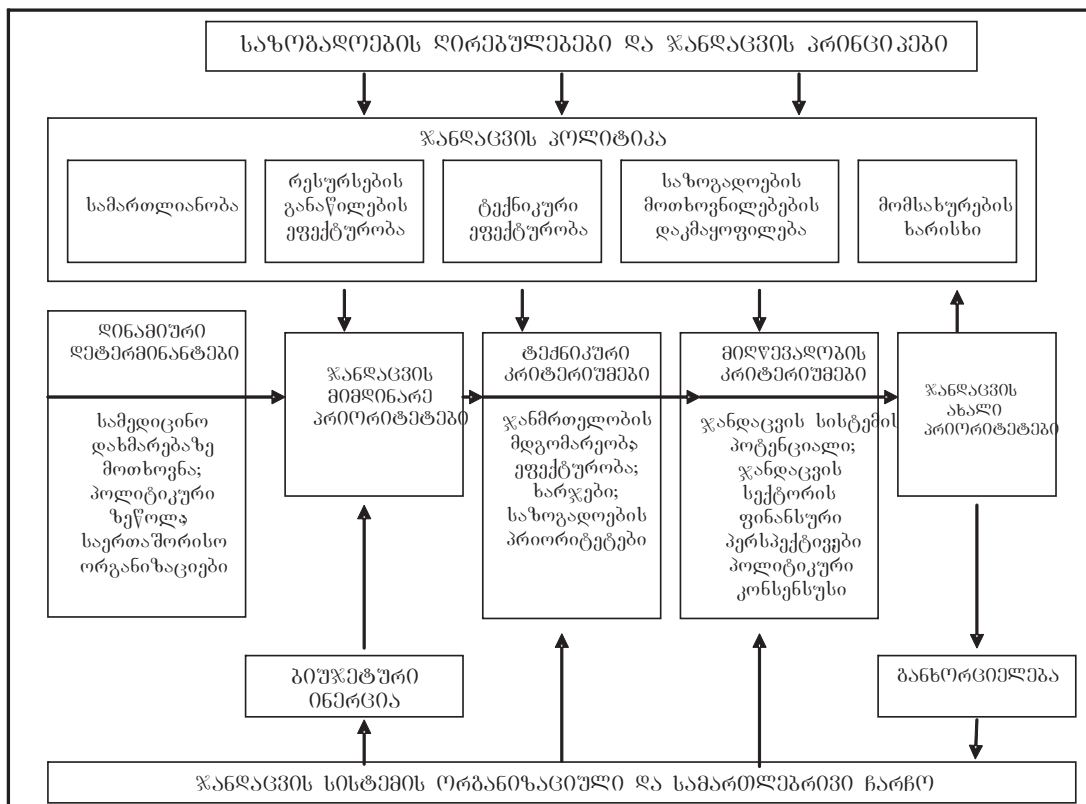 საზოგადოების ღირებულებები და ჯანდაცვის პრინციპები
ჯანდაცვის პოლიტიკა
სამართლიანობა
რესურსების
განაწილების
ეფექტურობა
ტექნიკური
ეფექტურობა
საზოგადოების
მოთხოვნილებების
დაკმაყოფილება
მომსახურების
ხარისხი
დინამიური
დეტერმინანტები
სამედიცინო
დახმარებაზე
მოთხოვნა;
პოლიტიკური
ზეწოლა;
საერთაშორისო
ორგანიზაციები
ჯანდაცვის
მიმდინარე
პრიორიტეტები
ტექნიკური
კრიტერიუმები
ჯანმრთელობის
მდგომარეობა;
ეფექტურობა;
ხარჯები;
საზოგადოების
პრიორიტეტები
მიღწევადობის
კრიტერიუმები
ჯანდაცვის სისტემის
პოტენციალი;
ჯანდაცვის
სექტორის
ფინანსური
პერსპექტივები
პოლიტიკური
კონსენსუსი
ჯანდაცვის
ახალი
პრიორიტეტები
ბიუჯეტური
ინერცია
განხორციელება
ჯანდაცვის სისტემის ორგანიზაციული და სამართლებრივი ჩარჩო